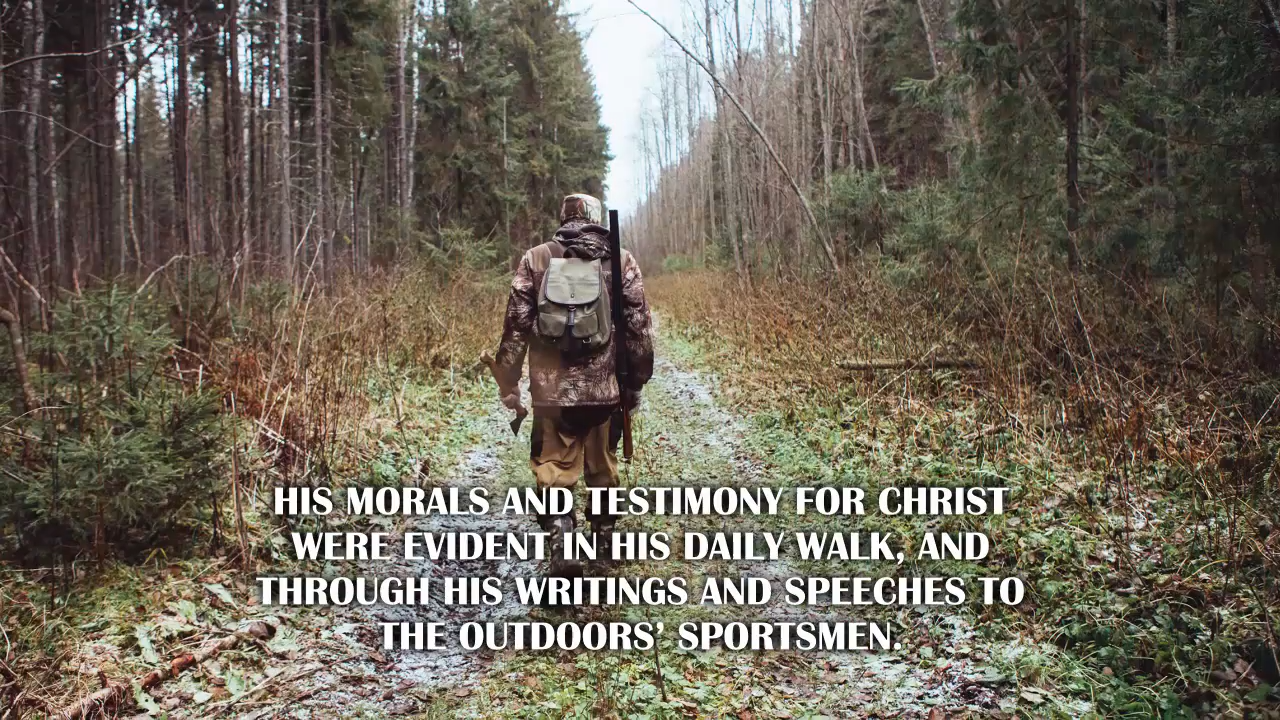 HIS MORALS AND TESTIMONY FOR CHRIST
WERE EVIDENT IN HIS DAILY WALK, AND
THROUGH HIS WRITINGS AND SPEECHES TO
THE OUTDOORS’ SPORTSMEN.